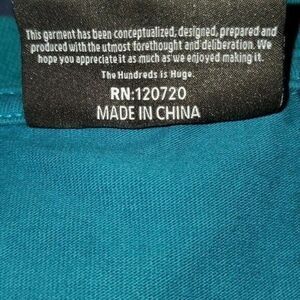 This garment has been conceptualized, designed, prepared and
produced with the utmost forethought and deliberation. We
hope you appreciate it as much as we enjoyed making it.
The Hundreds is Huge.
RN:120720
MADE IN CHINA